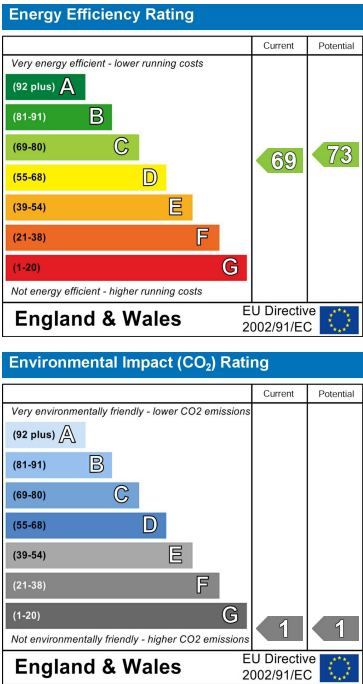 Energy Efficiency Rating
Current Potential
Very energy efficient - lower running costs
(92 plus) A
(81-91) B
(69-80) C
69 73
(55-68) D
(39-54) E
(21-38) F
(1-20) G
Not energy efficient - higher running costs
England & Wales
EU Directive
2002/91/EC
Environmental Impact (CO₂) Rating
Current Potential
Very environmentally friendly - lower CO2 emissions
(92 plus) A
(81-91) B
(69-80) C
(55-68) D
(39-54) E
(21-38) F
(1-20) G
1 1
Not environmentally friendly - higher CO2 emissions
England & Wales
EU Directive
2002/91/EC